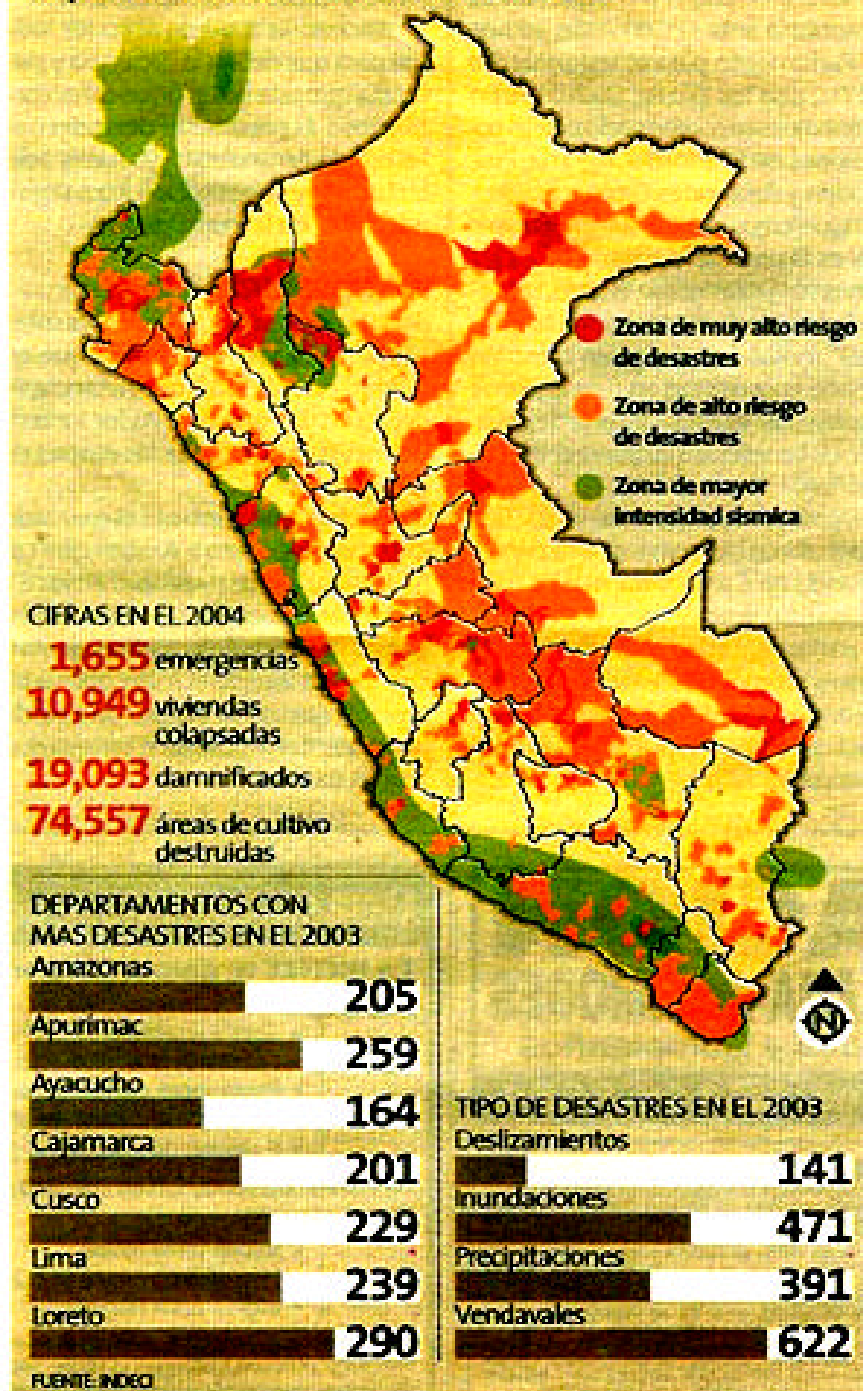 Zona de muy alto riesgo
de desastres
Zona de alto riesgo
de desastres
Zona de mayor
intensidad sísmica
CIFRAS EN EL 2004
1,655 emergencias
10,949 viviendas
colapsadas
19,093 damnificados
74,557 áreas de cultivo
destruidas
DEPARTAMENTOS CON
MAS DESASTRES EN EL 2003
Amazonas
205
Apurimac
259
Ayacucho
164
Cajamarca
201
Cusco
229
Lima
239
Loreto
290
FUENTE: INDECI
N
TIPO DE DESASTRES EN EL 2003
Deslizamientos
141
Inundaciones
471
Precipitaciones
391
Vendavales
622